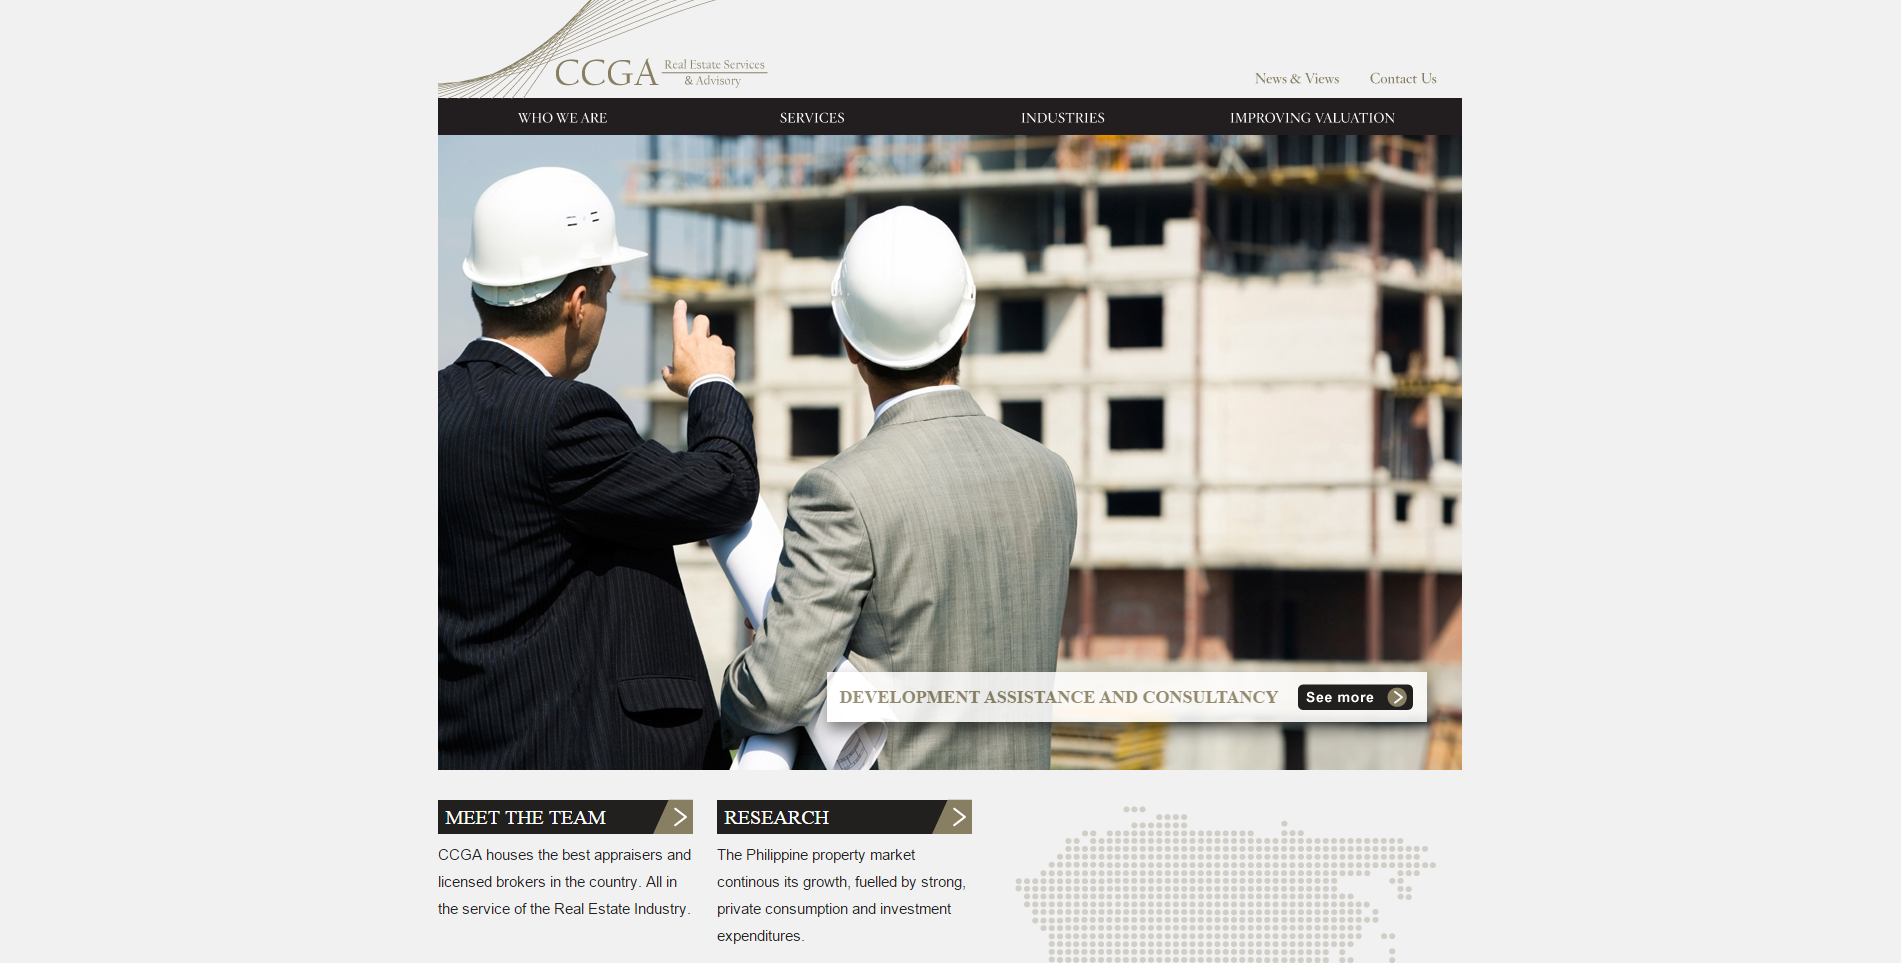 CCGA Real Estate Services
& Advisory
News & Views Contact Us
WHO WE ARE SERVICES INDUSTRIES IMPROVING VALUATION
DEVELOPMENT ASSISTANCE AND CONSULTANCY See more
MEET THE TEAM
CCGA houses the best appraisers and
licensed brokers in the country. All in
the service of the Real Estate Industry.
RESEARCH
The Philippine property market
continous its growth, fuelled by strong,
private consumption and investment
expenditures.